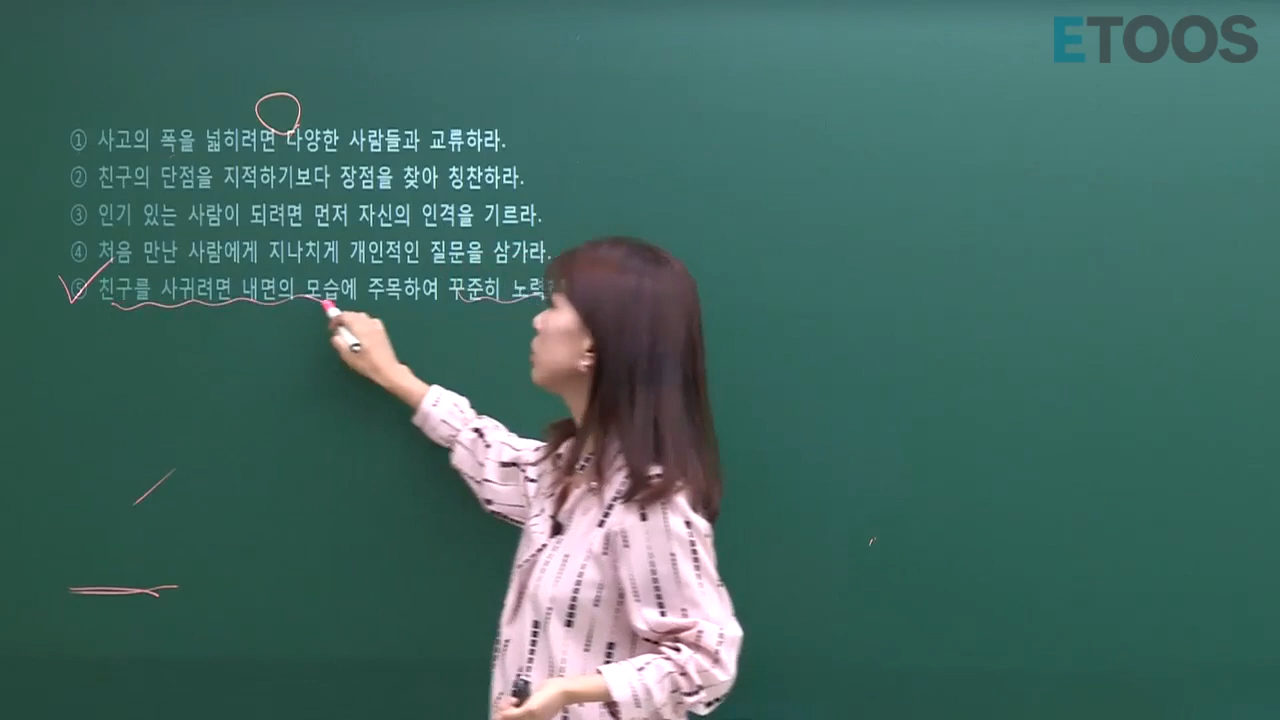 ETOOS
① 사고의 폭을 넓히려면 다양한 사람들과 교류하라.
② 친구의 단점을 지적하기보다 장점을 찾아 칭찬하라.
③ 인기 있는 사람이 되려면 먼저 자신의 인격을 기르라.
④ 처음 만난 사람에게 지나치게 개인적인 질문을 삼가라.
⑤ 친구를 사귀려면 내면의 모습에 주목하여 꾸준히